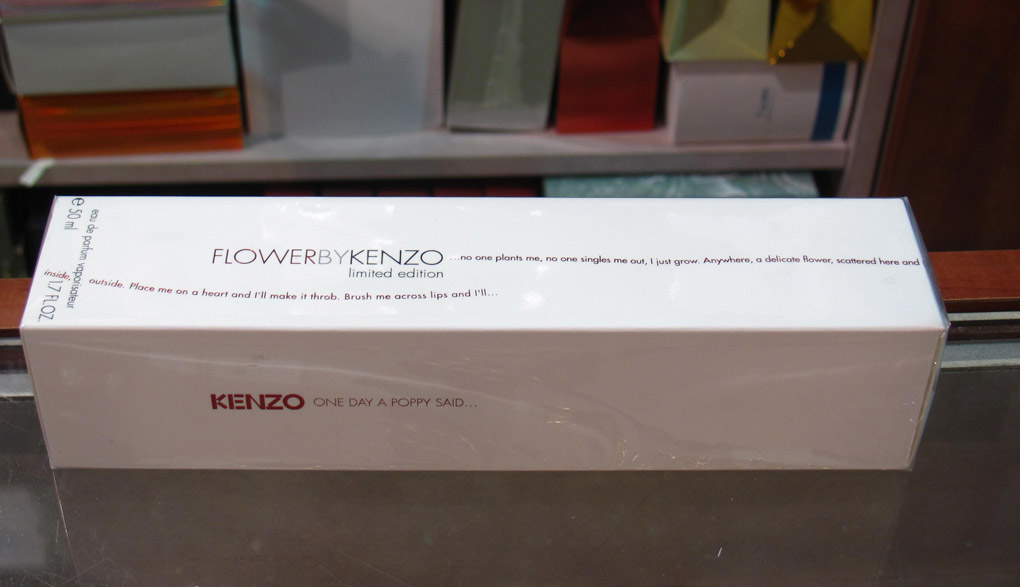 e 50 ml
eau de parfum vaporisateur
1.7 FL.OZ.
FLOWERBYKENZO ...no one plants me, no one singles me out, I just grow. Anywhere, a delicate flower, scattered here and
limited edition
inside, outside. Place me on a heart and I'll make it throb. Brush me across lips and I'll...
KENZO ONE DAY A POPPY SAID...